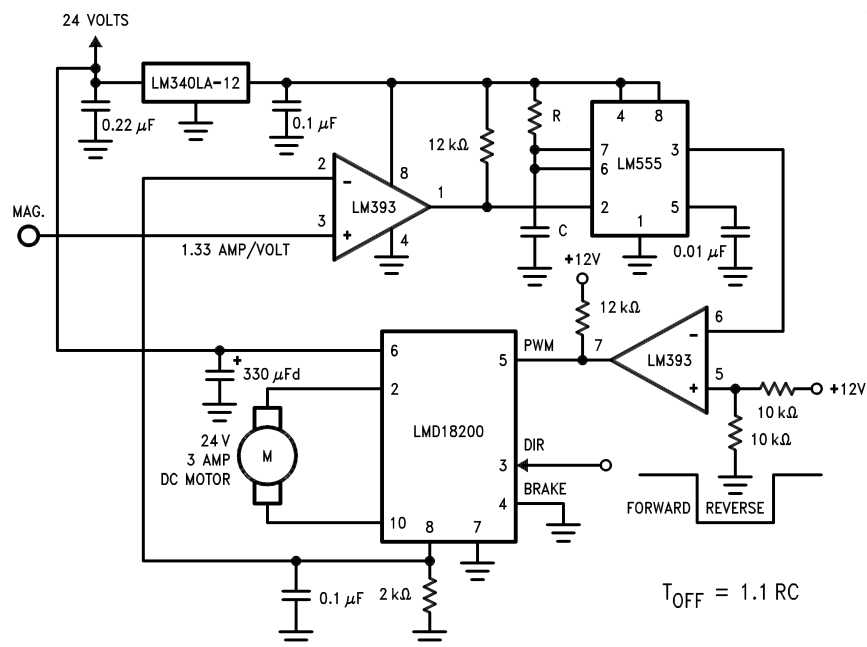 24 VOLTS
LM340LA-12
0.22 μF
0.1 μF
12 kΩ
R
4
8
7
6
LM555
3
2
5
1
C
0.01 μF
MAG.
2
3
−
+
LM393
8
1
4
1.33 AMP/VOLT
+12V
12 kΩ
PWM
7
LM393
−
+
6
5
+12V
10 kΩ
10 kΩ
+
330 μFd
6
2
10
5
LMD18200
3
4
8
7
DIR
BRAKE
24 V
3 AMP
DC MOTOR
M
FORWARD
REVERSE
0.1 μF
2 kΩ
TOFF = 1.1 RC